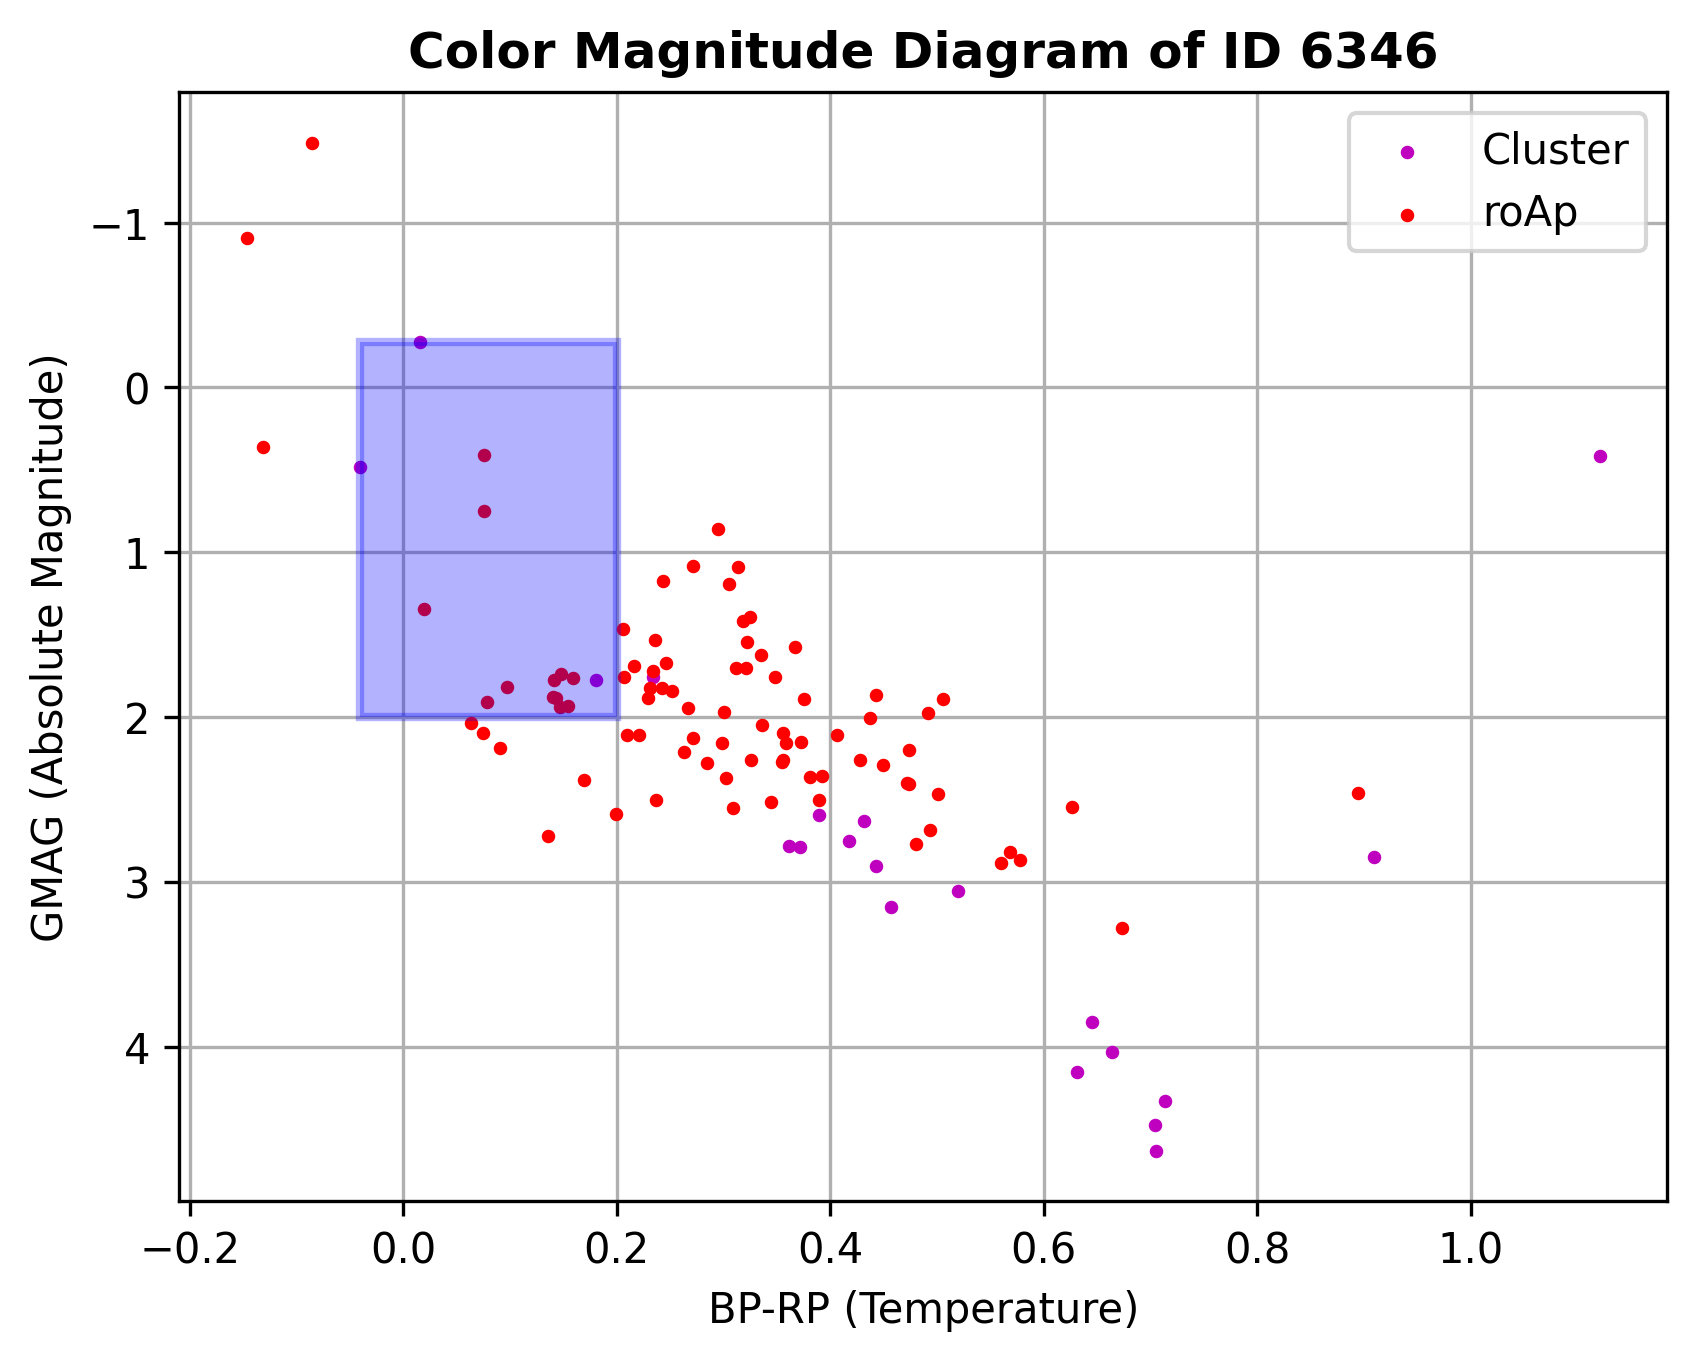 Color Magnitude Diagram of ID 6346
Cluster
roAp
−1
0
1
2
3
4
GMAG (Absolute Magnitude)
−0.2 0.0 0.2 0.4 0.6 0.8 1.0
BP-RP (Temperature)